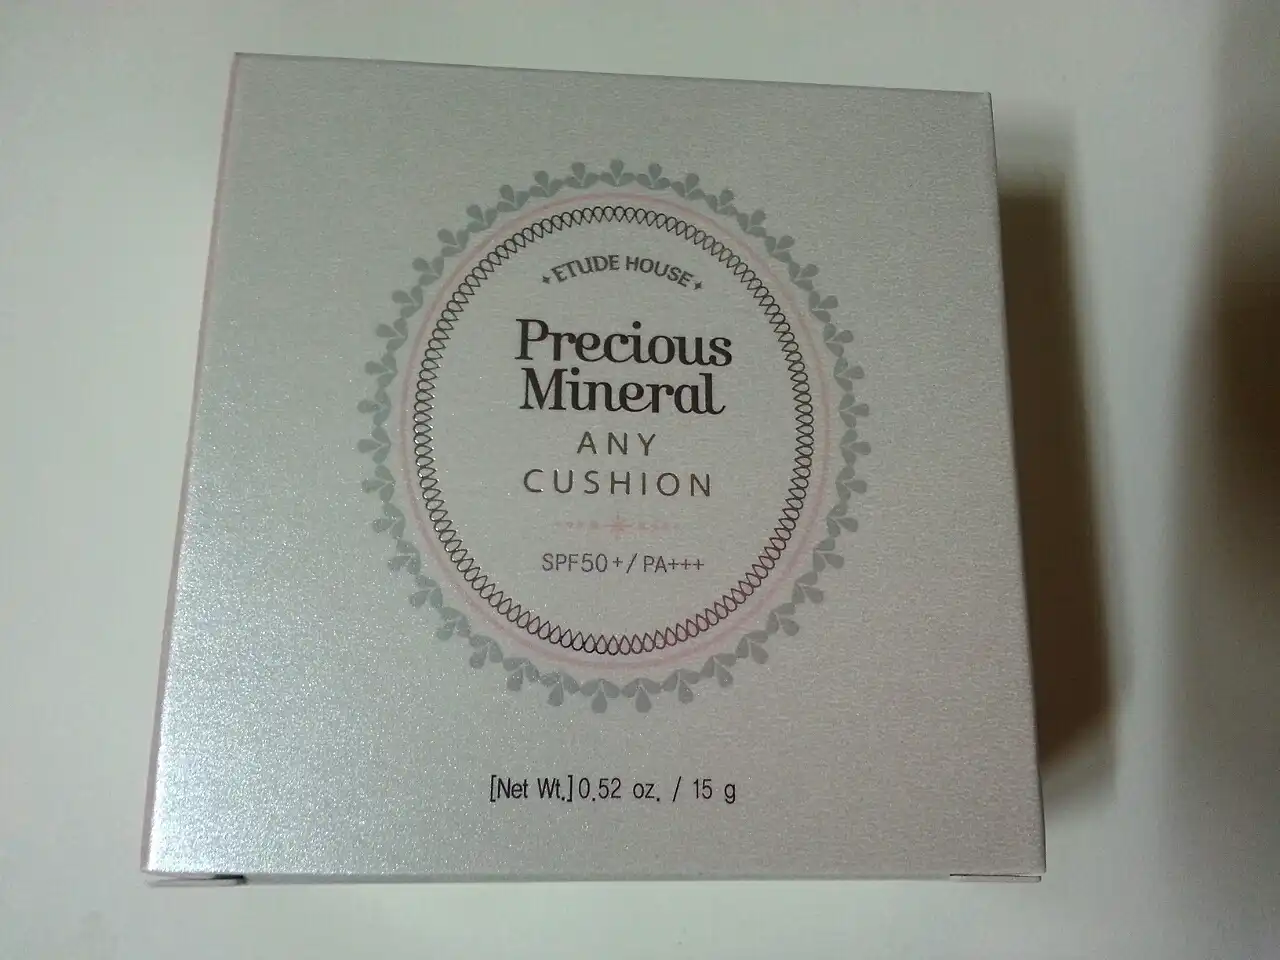 ETUDE HOUSE
Precious
Mineral
ANY
CUSHION
SPF50+/ PA+++
[Net Wt.] 0.52 oz. / 15 g